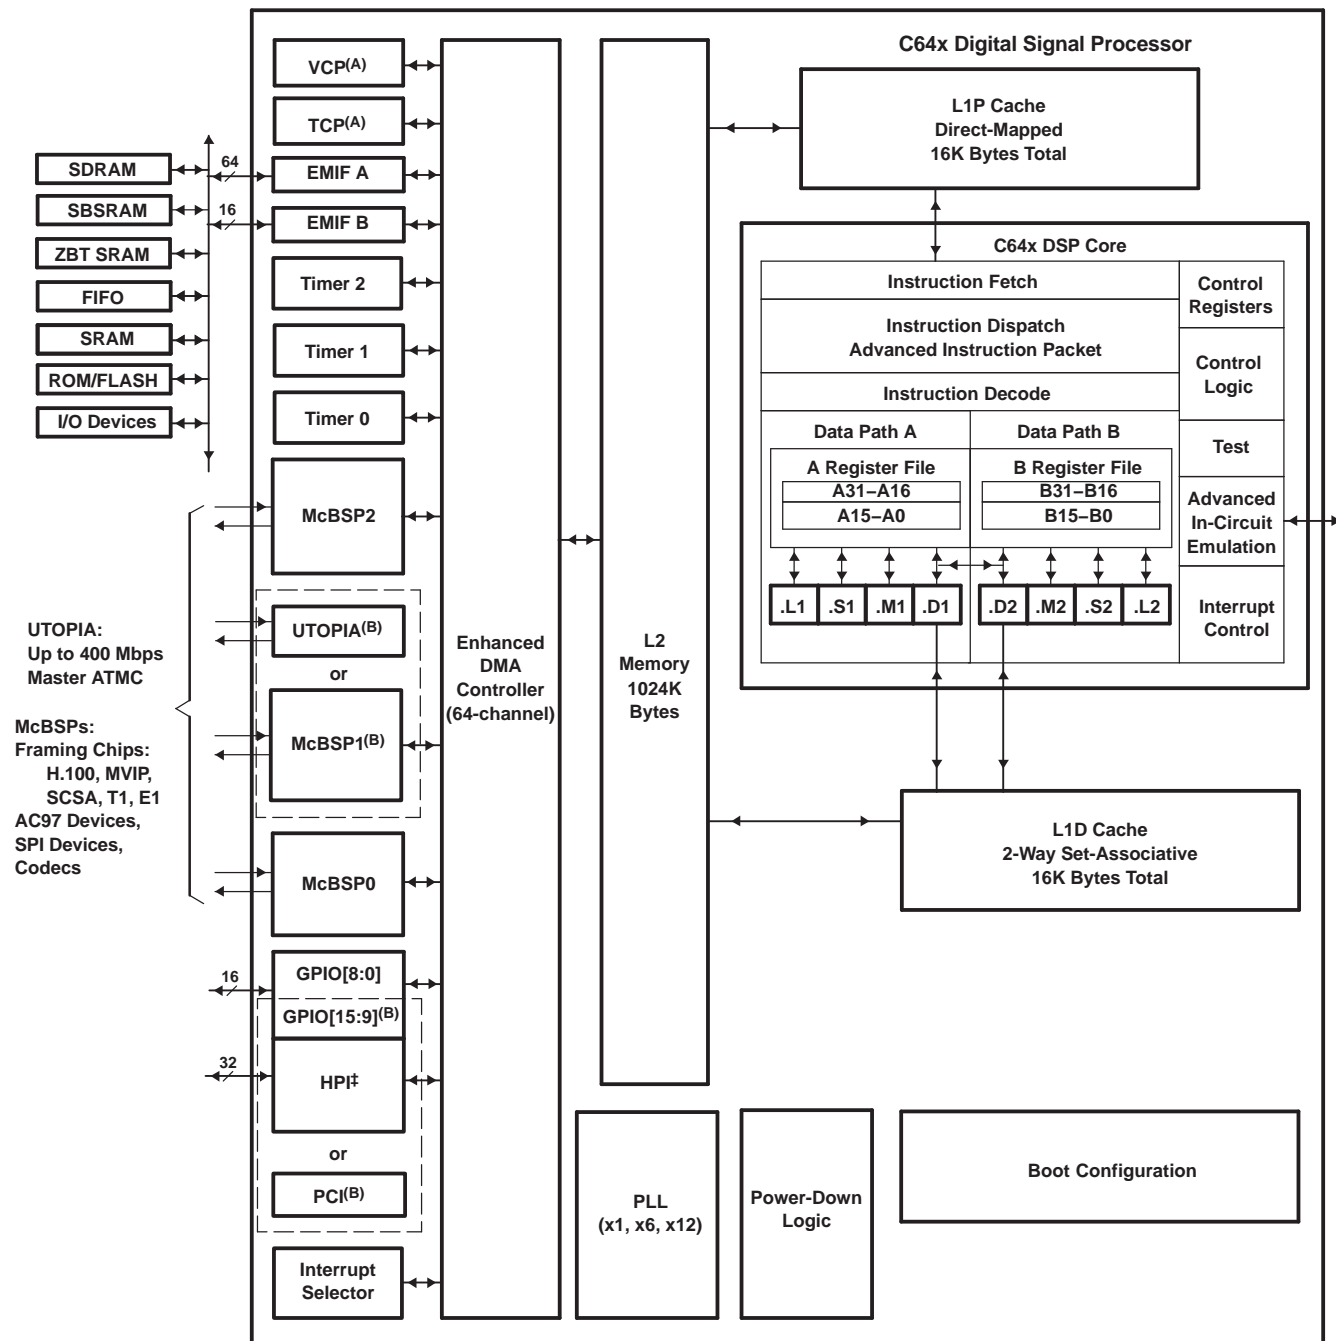 C64x Digital Signal Processor
VCP(A)
TCP(A)
EMIF A
EMIF B
Timer 2
Timer 1
Timer 0
McBSP2
UTOPIA(B)
or
McBSP1(B)
McBSP0
GPIO[8:0]
GPIO[15:9](B)
HPI‡
or
PCI(B)
Interrupt
Selector
64
16
SDRAM
SBSRAM
ZBT SRAM
FIFO
SRAM
ROM/FLASH
I/O Devices
UTOPIA:
Up to 400 Mbps
Master ATMC
McBSPs:
Framing Chips:
H.100, MVIP,
SCSA, T1, E1
AC97 Devices,
SPI Devices,
Codecs
16
32
Enhanced
DMA
Controller
(64-channel)
L2
Memory
1024K
Bytes
L1P Cache
Direct-Mapped
16K Bytes Total
C64x DSP Core
Instruction Fetch
Instruction Dispatch
Advanced Instruction Packet
Instruction Decode
Data Path A
A Register File
A31–A16
A15–A0
Data Path B
B Register File
B31–B16
B15–B0
.L1
.S1
.M1
.D1
.D2
.M2
.S2
.L2
Control
Registers
Control
Logic
Test
Advanced
In-Circuit
Emulation
Interrupt
Control
L1D Cache
2-Way Set-Associative
16K Bytes Total
PLL
(x1, x6, x12)
Power-Down
Logic
Boot Configuration